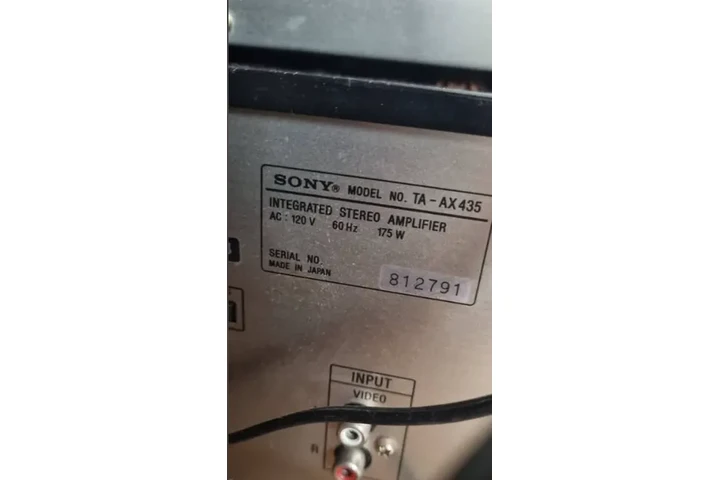 SONY® MODEL NO. TA-AX435
INTEGRATED STEREO AMPLIFIER
AC : 120 V 60 Hz 175 W
SERIAL NO.
MADE IN JAPAN
812791
INPUT
VIDEO
R